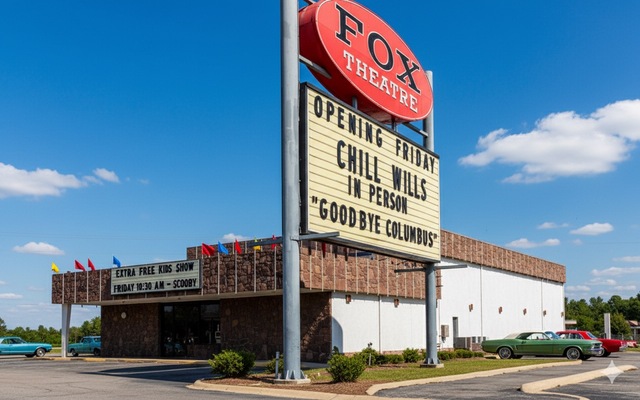 FOX
THEATRE
OPENING FRIDAY
CHILL WILLS
IN PERSON
"GOODBYE COLUMBUS"
EXTRA FREE KIDS SHOW
FRIDAY 10:30 AM – SCOOBY